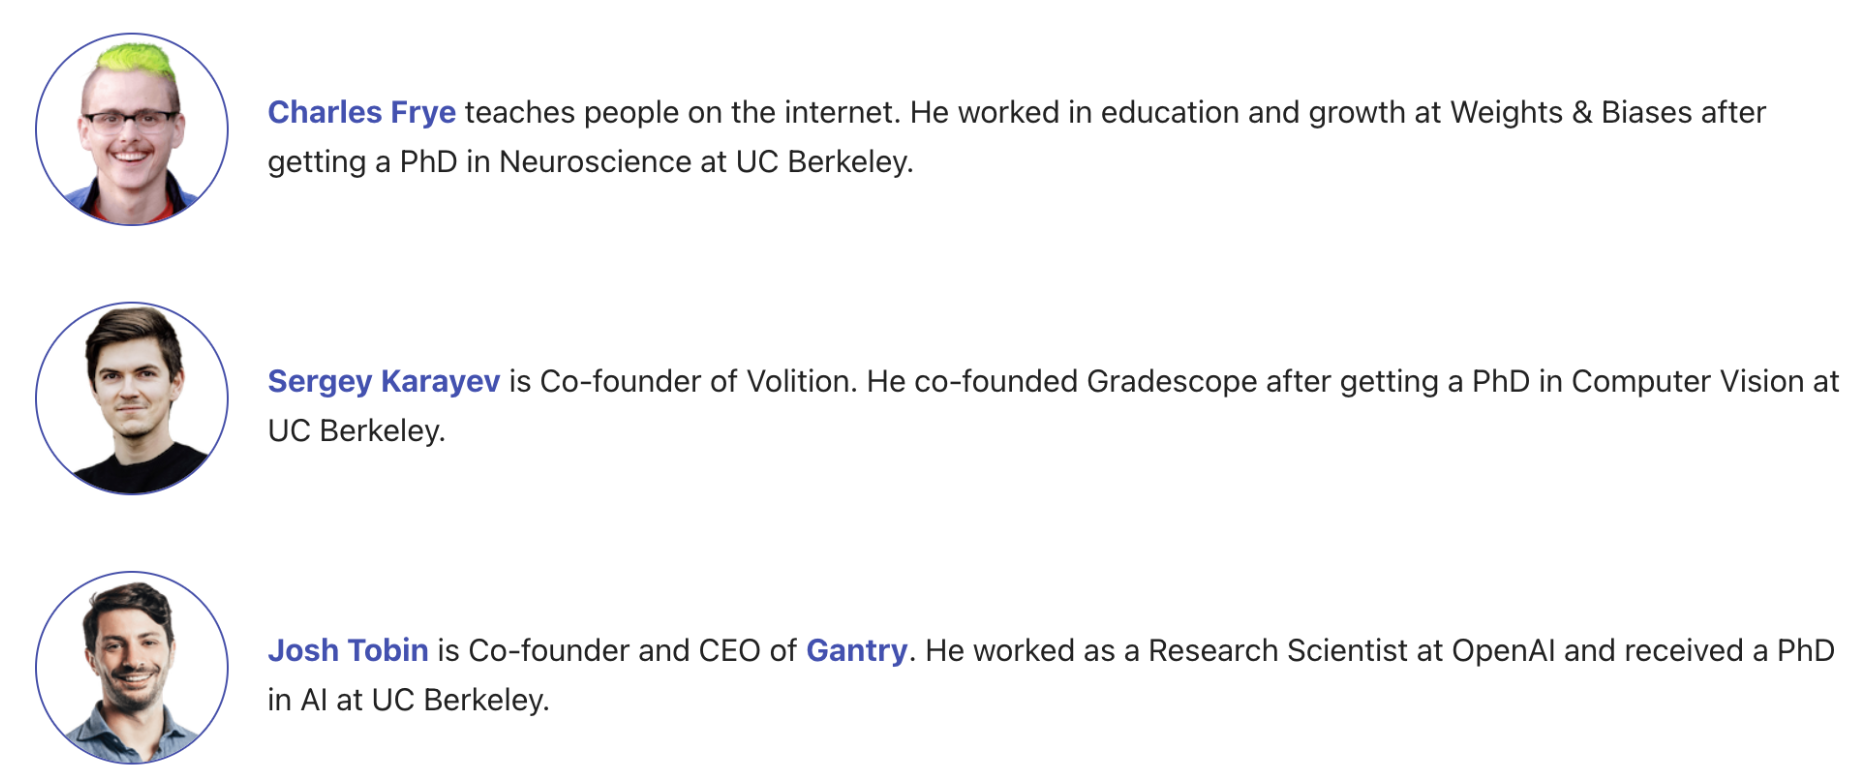 Charles Frye teaches people on the internet. He worked in education and growth at Weights & Biases after
getting a PhD in Neuroscience at UC Berkeley.
Sergey Karayev is Co-founder of Volition. He co-founded Gradescope after getting a PhD in Computer Vision at
UC Berkeley.
Josh Tobin is Co-founder and CEO of Gantry. He worked as a Research Scientist at OpenAI and received a PhD
in AI at UC Berkeley.